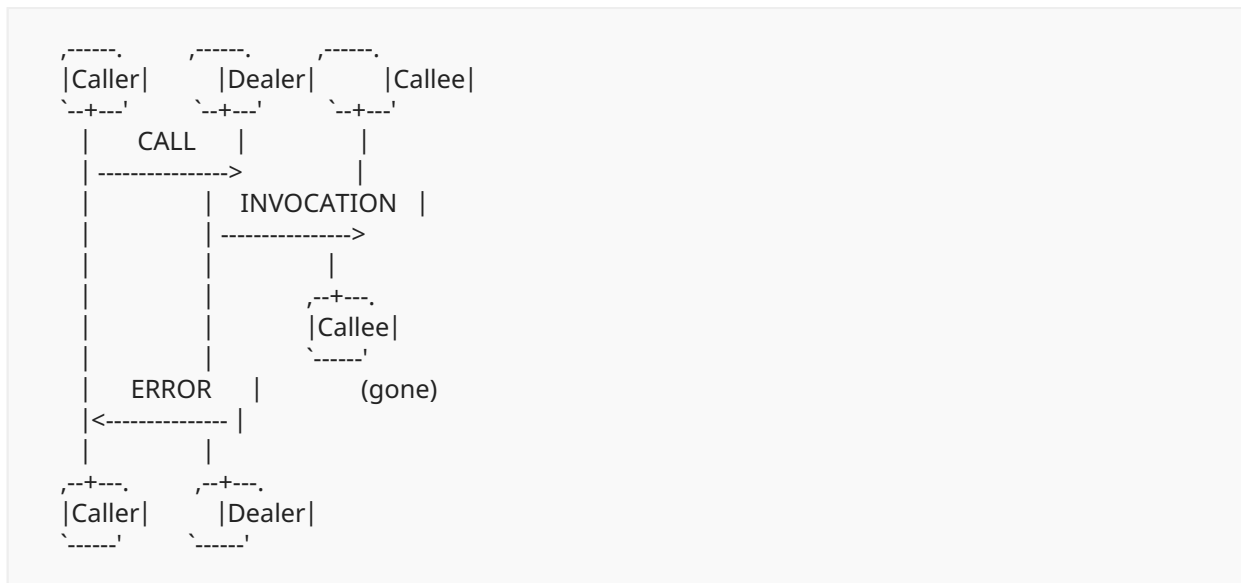 ,------.          ,------.          ,------.
|Caller|          |Dealer|          |Callee|
`--+---'          `--+---'          `--+---'
   |       CALL      |                 |
   | ---------------->                 |
   |                 |    INVOCATION   |
   |                 | ---------------->
   |                 |                 |
   |                 |              ,--+---.
   |                 |              |Callee|
   |                 |              `------'
   |       ERROR     |               (gone)
   |<--------------- |
   |                 |
,--+---.          ,--+---.
|Caller|          |Dealer|
`------'          `------'